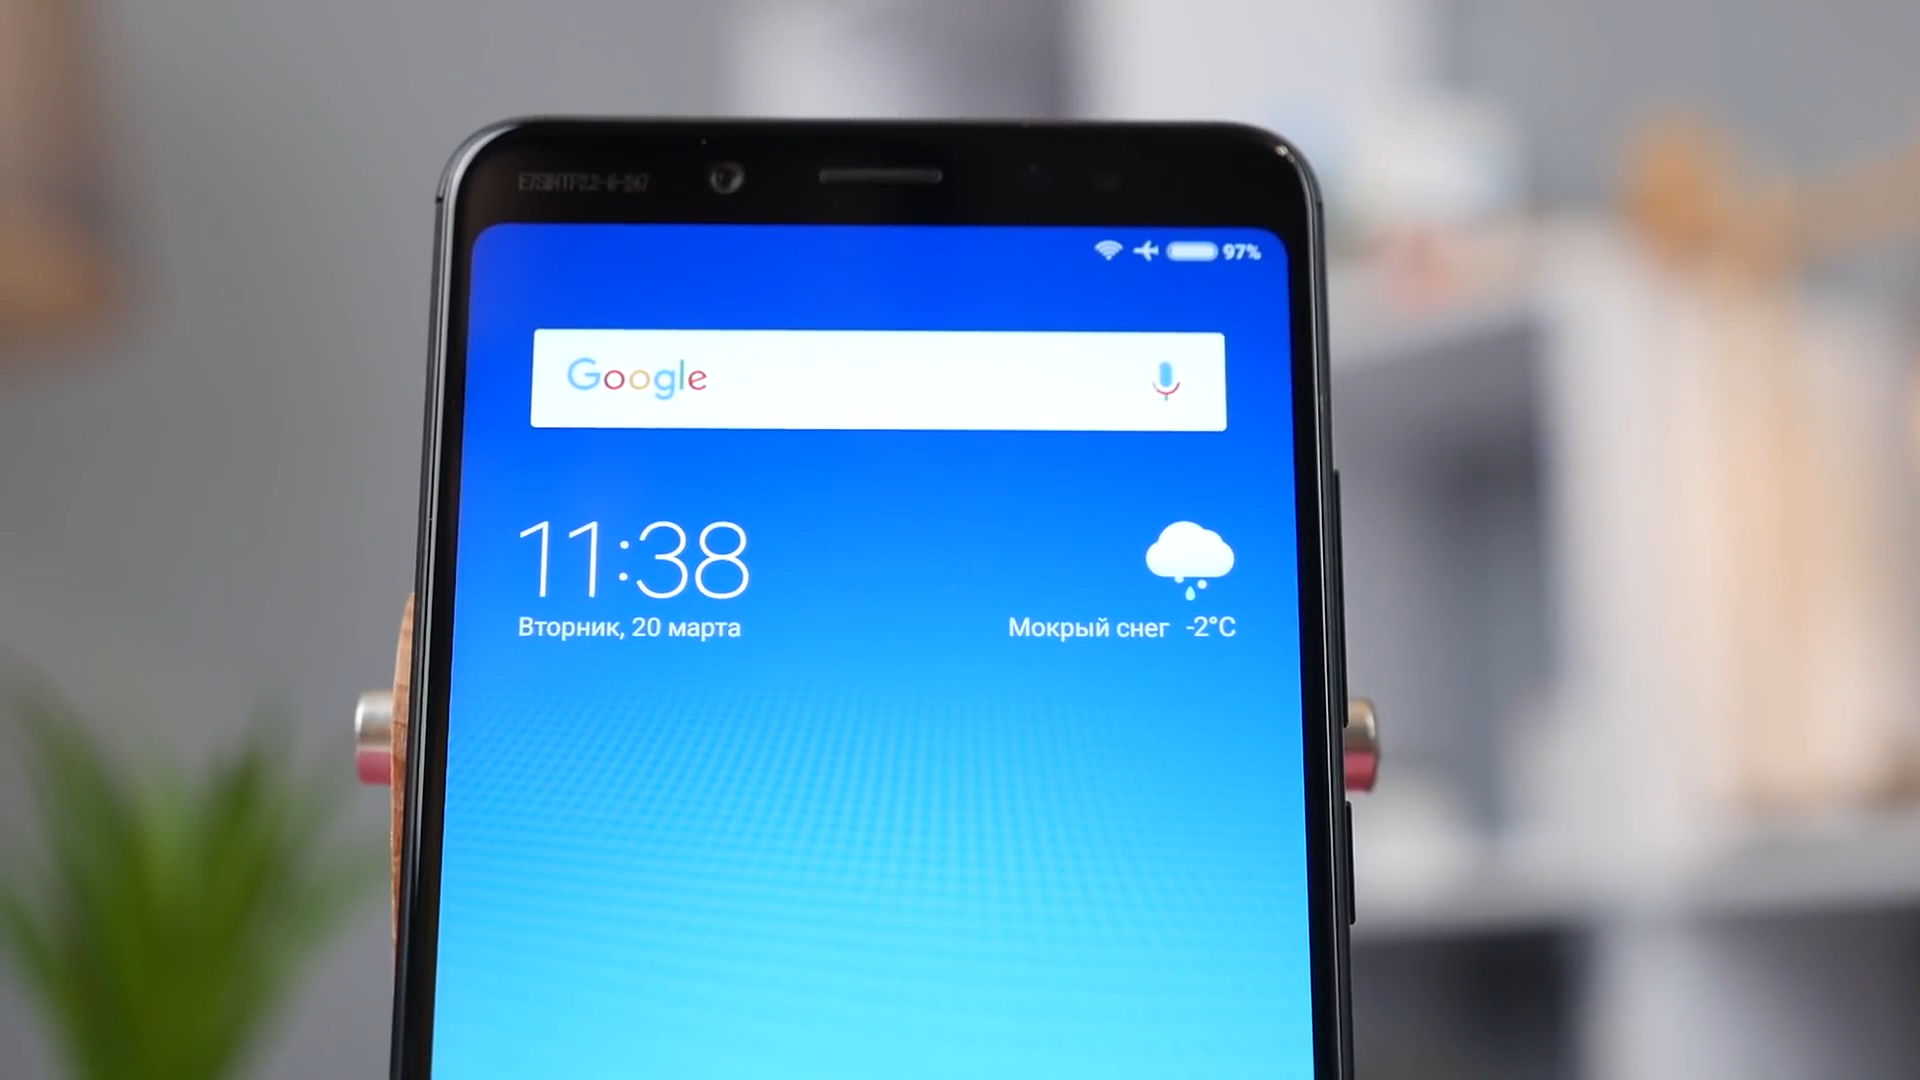 97%
Google
11:38
Вторник, 20 марта
Мокрый снег -2°C